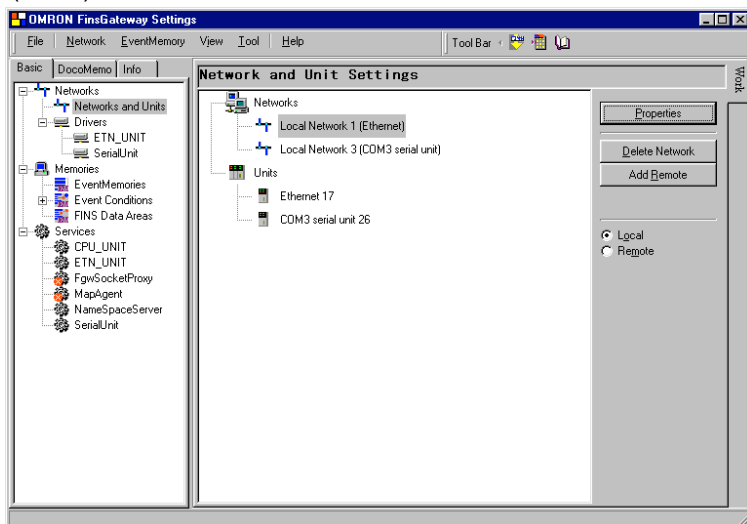 OMRON FinsGateway Settings
File Network EventMemory View Tool Help Tool Bar
Basic DocoMemo Info
Networks
Networks and Units
Drivers
ETN_UNIT
SerialUnit
Memories
EventMemories
Event Conditions
FINS Data Areas
Services
CPU_UNIT
ETN_UNIT
FgwSocketProxy
MapAgent
NameSpaceServer
SerialUnit
Network and Unit Settings
Networks
Local Network 1 (Ethernet)
Local Network 3 (COM3 serial unit)
Units
Ethernet 17
COM3 serial unit 26
Properties
Delete Network
Add Remote
Local
Remote
Work